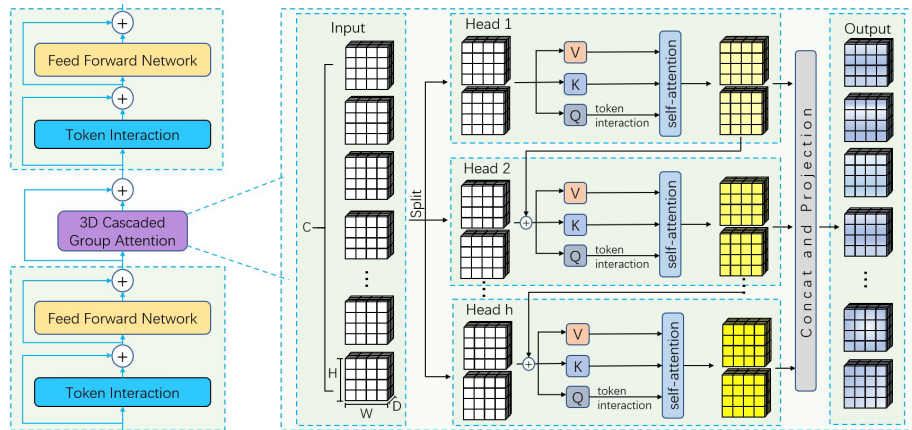 Feed Forward Network
Token Interaction
3D Cascaded
Group Attention
Feed Forward Network
Token Interaction
Input
C
H
W
D
Split
Head 1
V
K
Q
token
interaction
self-attention
Head 2
V
K
Q
token
interaction
self-attention
Head h
V
K
Q
token
interaction
self-attention
Concat and Projection
Output